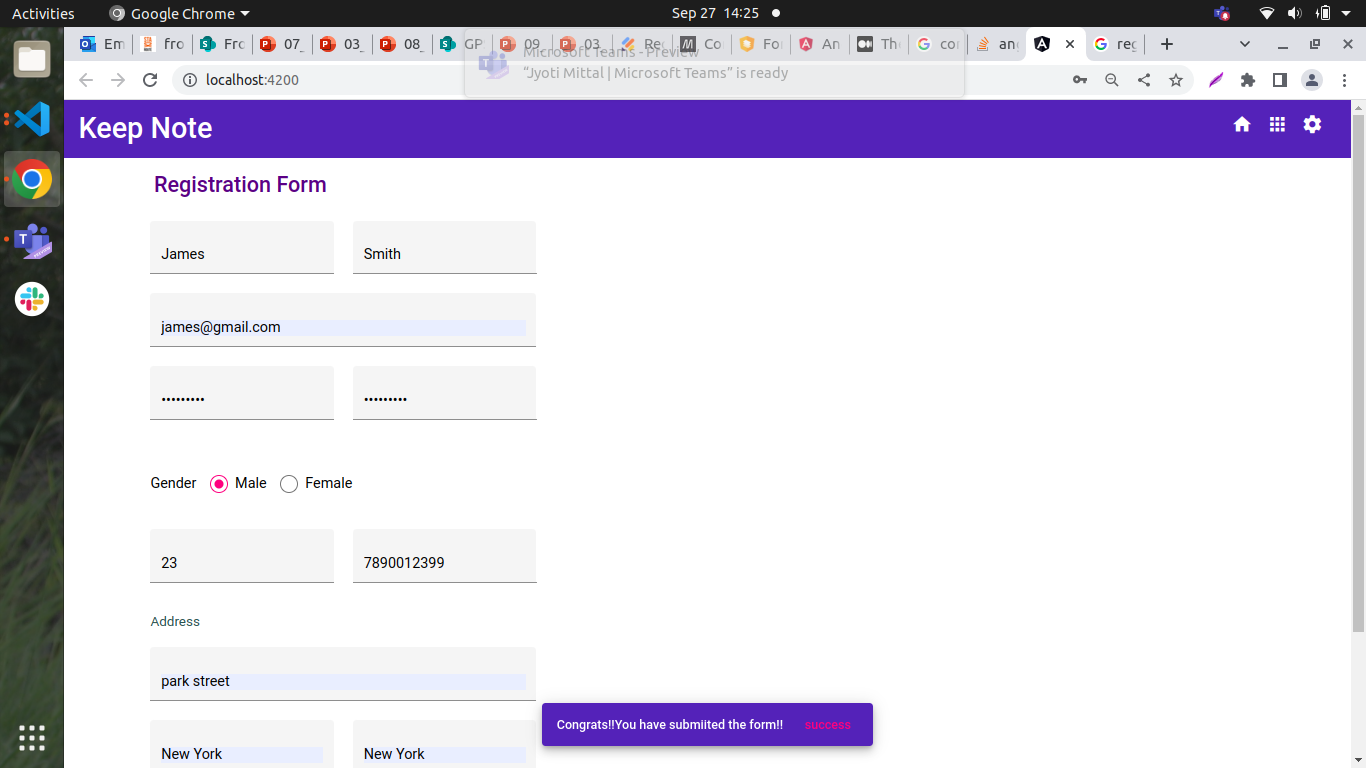 Activities Google Chrome Sep 27 14:25
Em fro Fro 07_ 03_ 08_ GP 09 03 Re Co Fo An Th cor an reg
Microsoft Teams - Preview
"Jyoti Mittal | Microsoft Teams" is ready
localhost:4200
Keep Note
Registration Form
James Smith
james@gmail.com
••••••••• •••••••••
Gender Male Female
23 7890012399
Address
park street
Congrats!!You have submiited the form!! success
New York New York